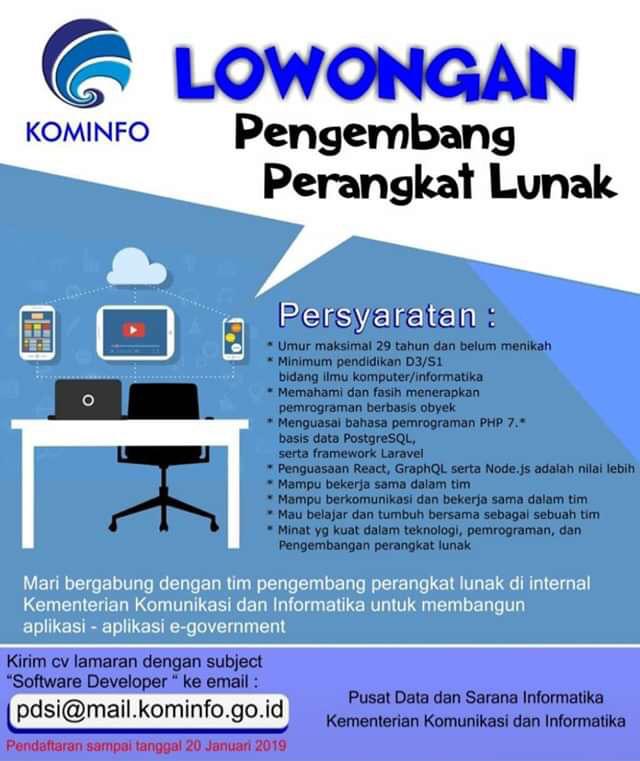 KOMINFO
LOWONGAN
Pengembang
Perangkat Lunak
Persyaratan :
* Umur maksimal 29 tahun dan belum menikah
* Minimum pendidikan D3/S1
bidang ilmu komputer/informatika
* Memahami dan fasih menerapkan
pemrograman berbasis obyek
* Menguasai bahasa pemrograman PHP 7.*
basis data PostgreSQL,
serta framework Laravel
* Penguasaan React, GraphQL serta Node.js adalah nilai lebih
* Mampu bekerja sama dalam tim
* Mampu berkomunikasi dan bekerja sama dalam tim
* Mau belajar dan tumbuh bersama sebagai sebuah tim
* Minat yg kuat dalam teknologi, pemrograman, dan
Pengembangan perangkat lunak
Mari bergabung dengan tim pengembang perangkat lunak di internal
Kementerian Komunikasi dan Informatika untuk membangun
aplikasi - aplikasi e-government
Kirim cv lamaran dengan subject
“Software Developer “ ke email :
pdsi@mail.kominfo.go.id
Pendaftaran sampai tanggal 20 Januari 2019
Pusat Data dan Sarana Informatika
Kementerian Komunikasi dan Informatika